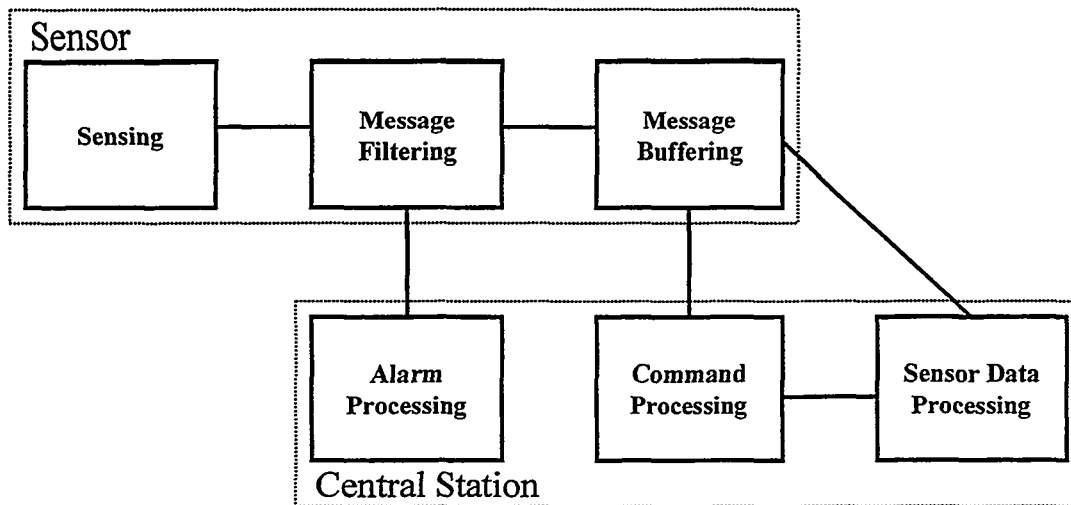 Sensor
Sensing
Message
Filtering
Message
Buffering
Alarm
Processing
Command
Processing
Sensor Data
Processing
Central Station